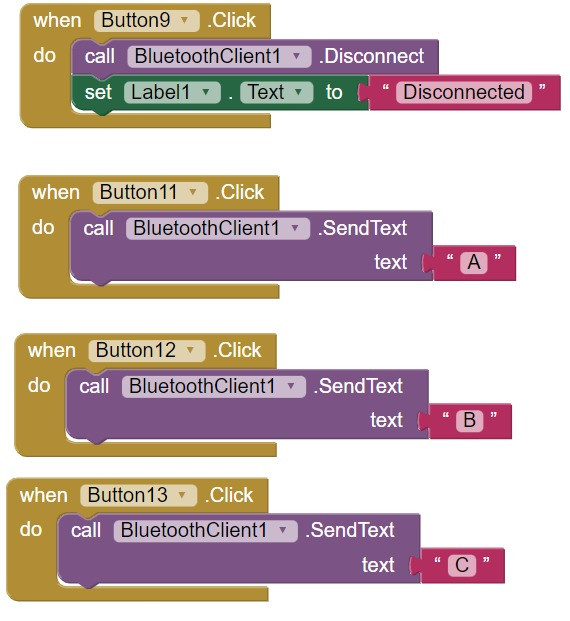 when Button9 .Click
do call BluetoothClient1 .Disconnect
set Label1 . Text to “ Disconnected ”
when Button11 .Click
do call BluetoothClient1 .SendText
text “ A ”
when Button12 .Click
do call BluetoothClient1 .SendText
text “ B ”
when Button13 .Click
do call BluetoothClient1 .SendText
text “ C ”